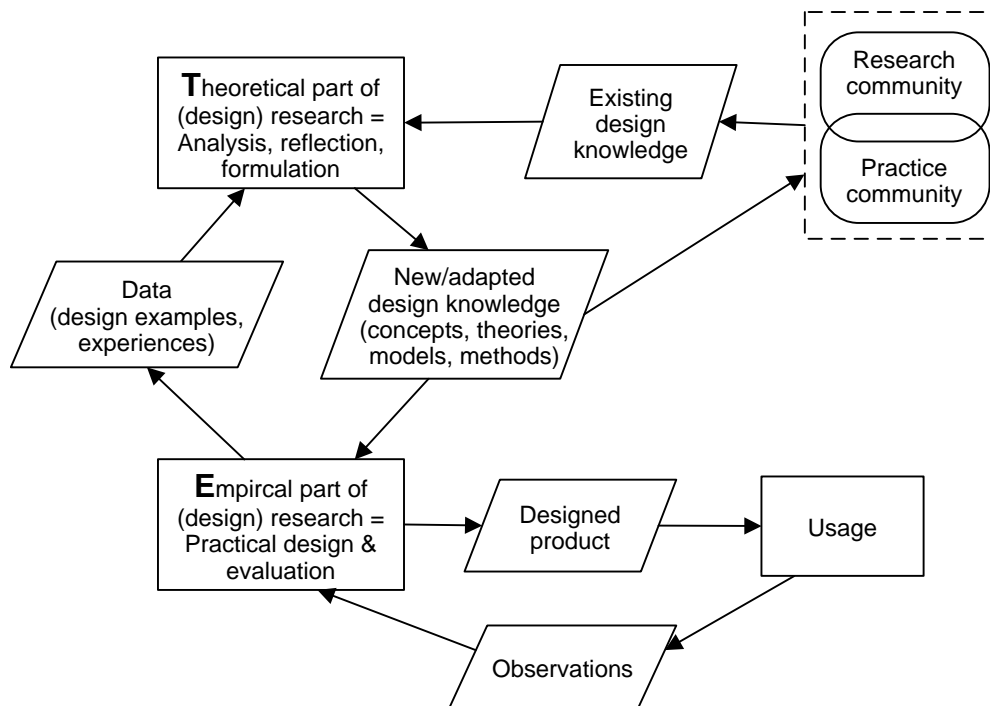 Theoretical part of
(design) research =
Analysis, reflection,
formulation
Existing
design
knowledge
Research
community
Practice
community
Data
(design examples,
experiences)
New/adapted
design knowledge
(concepts, theories,
models, methods)
Empircal part of
(design) research =
Practical design &
evaluation
Designed
product
Usage
Observations